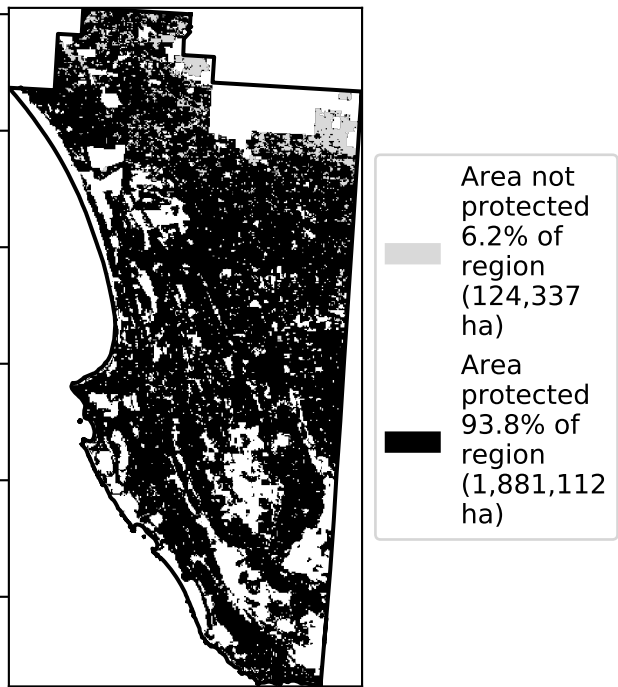 Area not
protected
6.2% of
region
(124,337
ha)
Area
protected
93.8% of
region
(1,881,112
ha)